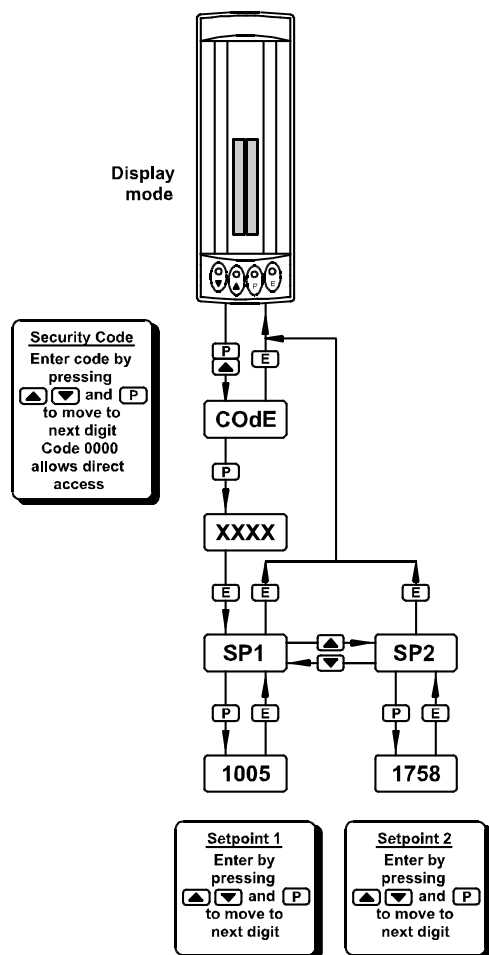 Display
mode
▼ ▲ P E
Security Code
Enter code by
pressing
▲ ▼ and P
to move to
next digit
Code 0000
allows direct
access
P
▲
E
COdE
P
XXXX
E
E
E
SP1
▲
▼
SP2
P
E
P
E
1005
1758
Setpoint 1
Enter by
pressing
▲ ▼ and P
to move to
next digit
Setpoint 2
Enter by
pressing
▲ ▼ and P
to move to
next digit